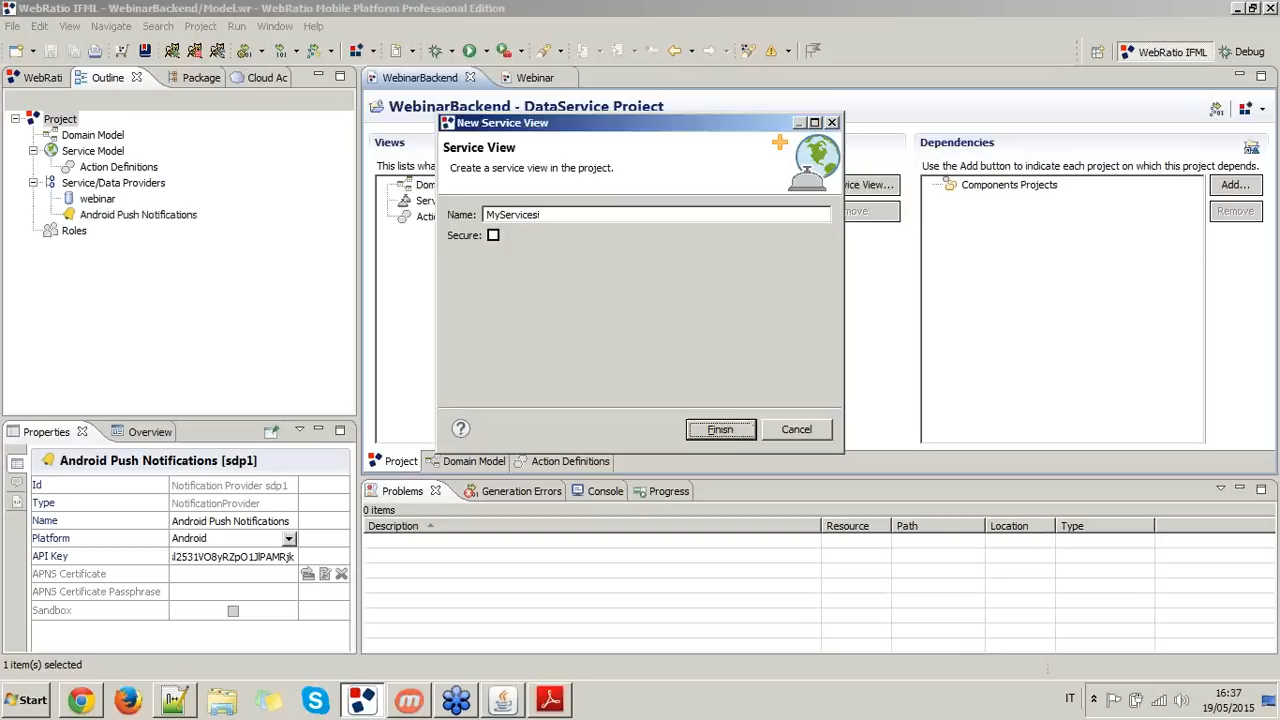 WebRatio IFML - WebinarBackend/Model.wr - WebRatio Mobile Platform Professional Edition
File Edit View Navigate Search Project Run Window Help
WebRatio IFML Debug
WebRati Outline Package Cloud Ac
WebinarBackend Webinar
Project
Domain Model
Service Model
Action Definitions
Service/Data Providers
webinar
Android Push Notifications
Roles
WebinarBackend - DataService Project
Views
This lists wha
Dom
Serv
Acti
vice View...
move
Dependencies
Use the Add button to indicate each project on which this project depends.
Components Projects
Add...
Remove
New Service View
Service View
Create a service view in the project.
Name: MyServices
Secure:
?
Finish Cancel
Project Domain Model Action Definitions
Properties Overview
Android Push Notifications [sdp1]
Id Notification Provider sdp1
Type NotificationProvider
Name Android Push Notifications
Platform Android
API Key
APNS Certificate
APNS Certificate Passphrase
Sandbox
Problems Generation Errors Console Progress
0 items
Description Resource Path Location Type
1 item(s) selected
Start
IT
16:37
19/05/2015